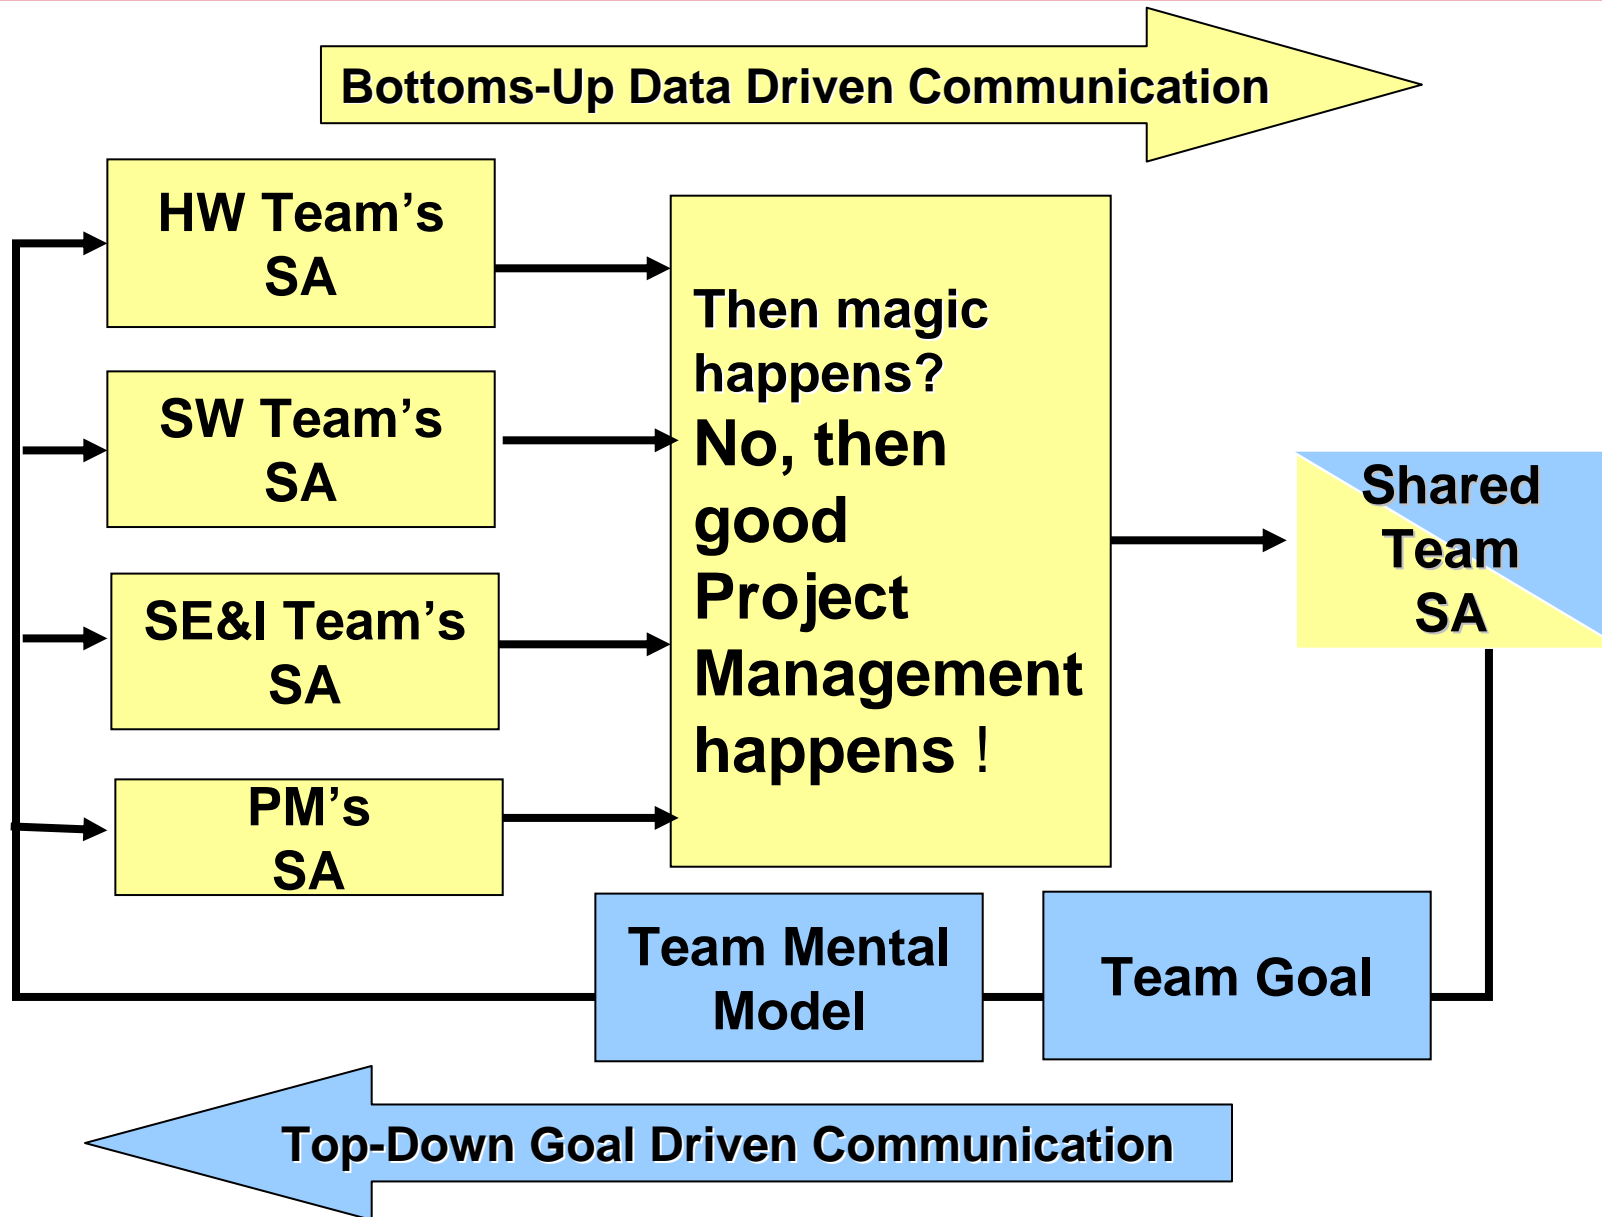 Bottoms-Up Data Driven Communication
HW Team’s
SA
SW Team’s
SA
SE&I Team’s
SA
PM’s
SA
Then magic
happens?
No, then
good
Project
Management
happens !
Shared
Team
SA
Team Mental
Model
Team Goal
Top-Down Goal Driven Communication